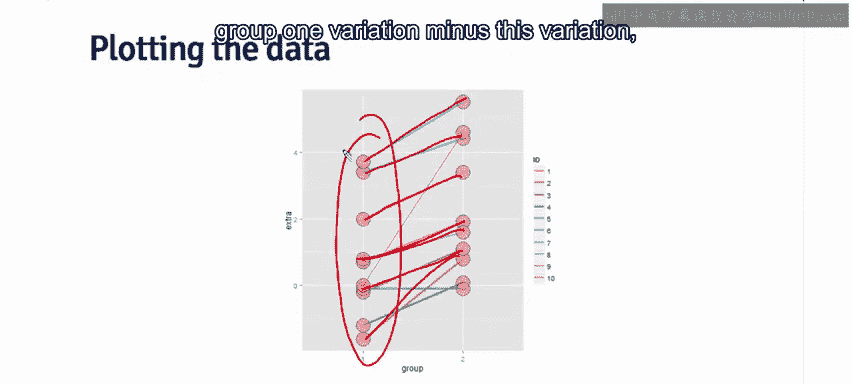 group one variation minus this variation,
Plotting the data
extra
4
2
0
2
group
ID
1
2
3
4
5
6
7
8
9
10